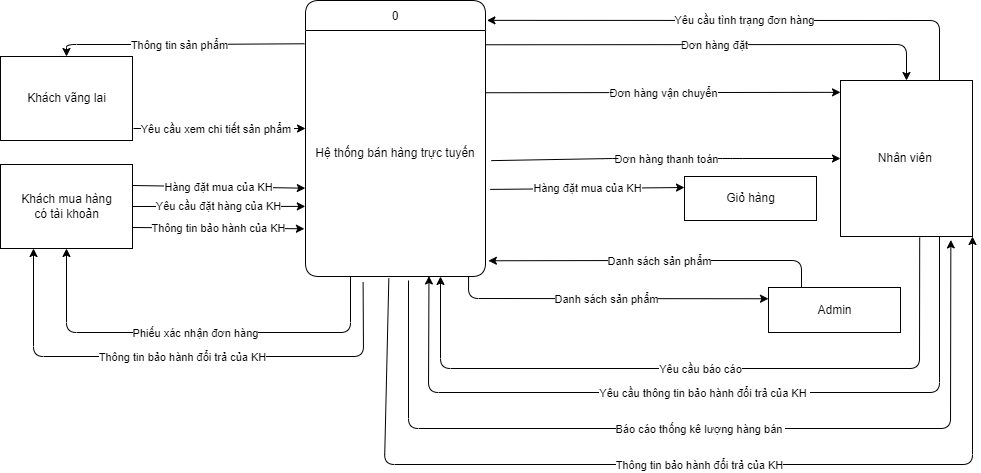 0
Yêu cầu tình trạng đơn hàng
Thông tin sản phẩm
Đơn hàng đặt
Khách vãng lai
Đơn hàng vận chuyển
Yêu cầu xem chi tiết sản phẩm
Hệ thống bán hàng trực tuyến
Đơn hàng thanh toán
Nhân viên
Khách mua hàng
có tài khoản
Hàng đặt mua của KH
Yêu cầu đặt hàng của KH
Thông tin bảo hành của KH
Hàng đặt mua của KH
Giỏ hàng
Danh sách sản phẩm
Danh sách sản phẩm
Admin
Phiếu xác nhận đơn hàng
Thông tin bảo hành đổi trả của KH
Yêu cầu báo cáo
Yêu cầu thông tin bảo hành đổi trả của KH
Báo cáo thống kê lượng hàng bán
Thông tin bảo hành đổi trả của KH